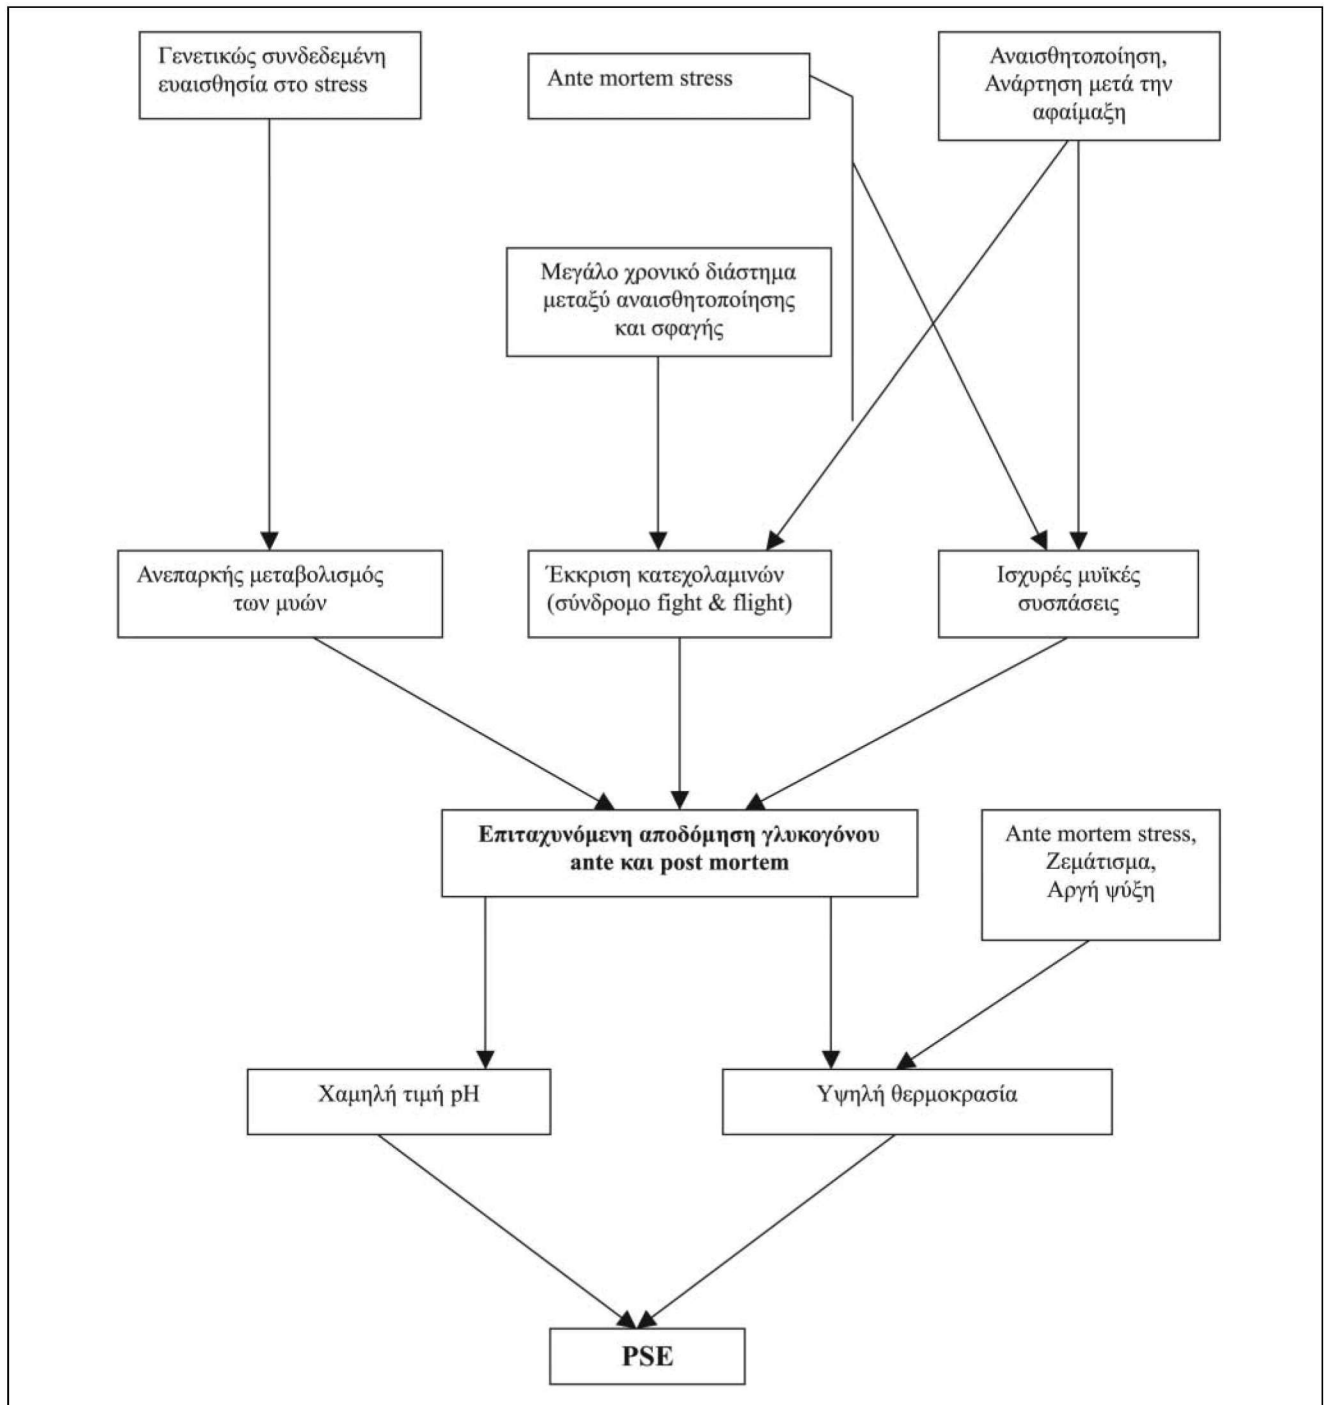 Γενετικώς συνδεδεμένη
ευαισθησία στο stress
Ante mortem stress
Αναισθητοποίηση,
Ανάρτηση μετά την
αφαίμαξη
Μεγάλο χρονικό διάστημα
μεταξύ αναισθητοποίησης
και σφαγής
Ανεπαρκής μεταβολισμός
των μυών
Έκκριση κατεχολαμινών
(σύνδρομο fight & flight)
Ισχυρές μυϊκές
συσπάσεις
Επιταχυνόμενη αποδόμηση γλυκογόνου
ante και post mortem
Ante mortem stress,
Ζεμάτισμα,
Αργή ψύξη
Χαμηλή τιμή pH
Υψηλή θερμοκρασία
PSE